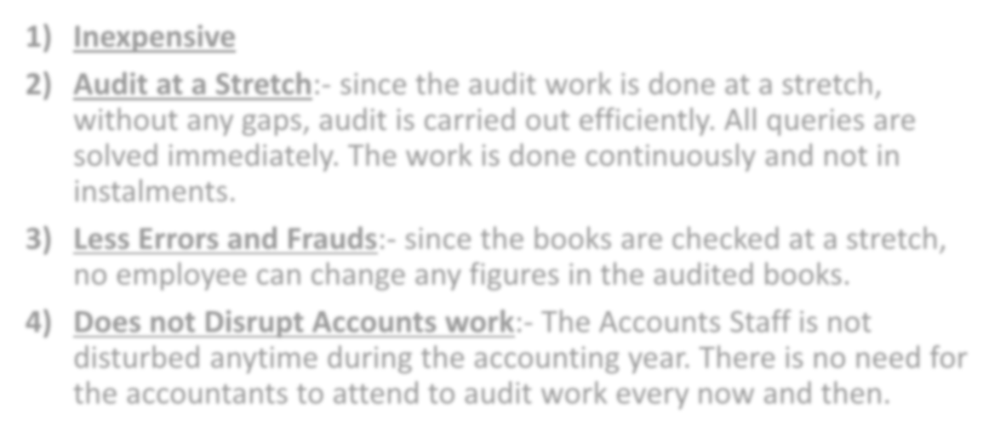 1) Inexpensive
2) Audit at a Stretch:- since the audit work is done at a stretch,
without any gaps, audit is carried out efficiently. All queries are
solved immediately. The work is done continuously and not in
instalments.
3) Less Errors and Frauds:- since the books are checked at a stretch,
no employee can change any figures in the audited books.
4) Does not Disrupt Accounts work:- The Accounts Staff is not
disturbed anytime during the accounting year. There is no need for
the accountants to attend to audit work every now and then.